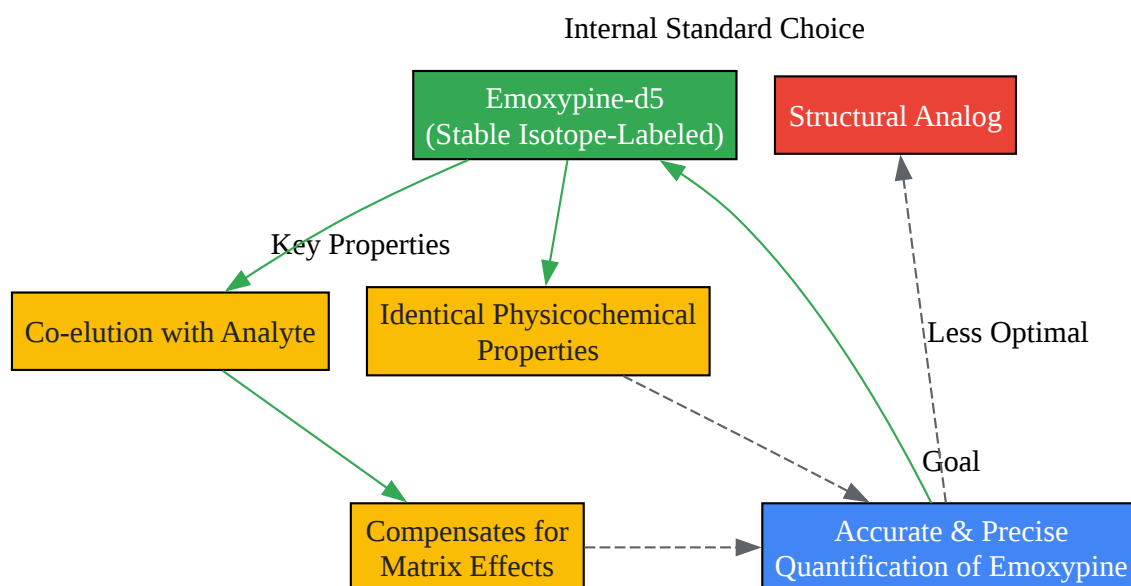 Internal Standard Choice
Emoxypine-d5
(Stable Isotope-Labeled)
Structural Analog
Key Properties
Co-elution with Analyte
Identical Physicochemical
Properties
Less Optimal
Goal
Compensates for
Matrix Effects
Accurate & Precise
Quantification of Emoxypine